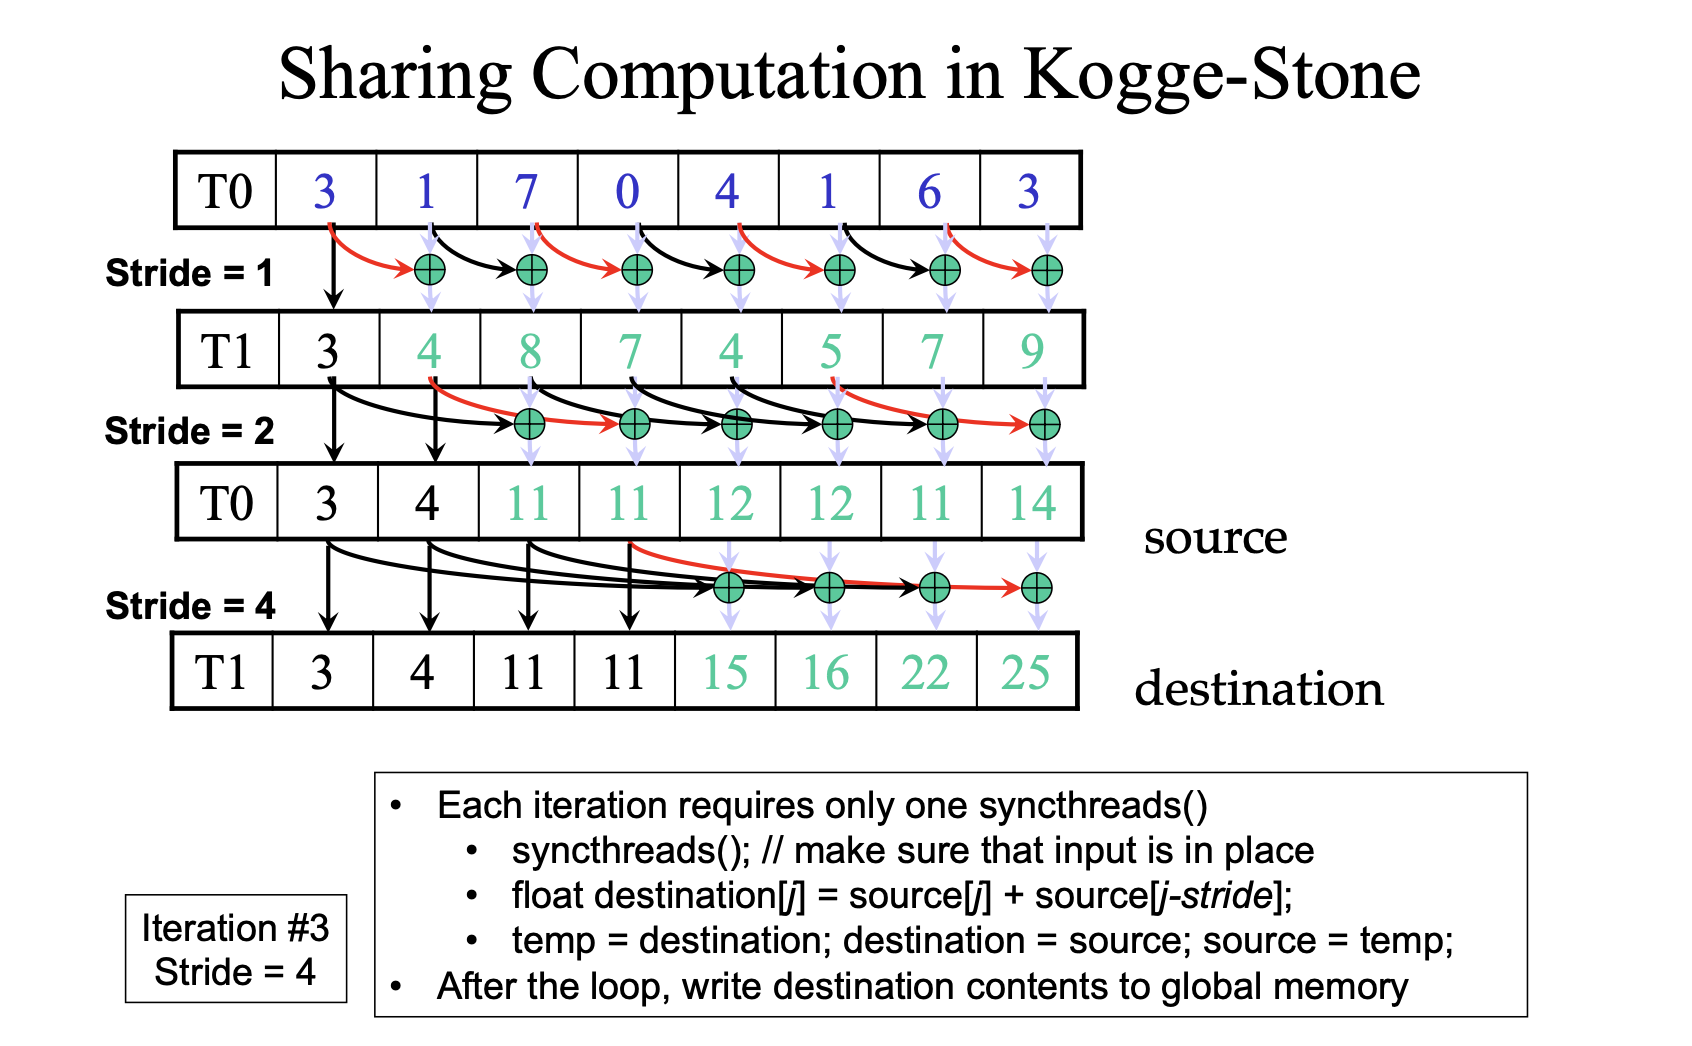 Sharing Computation in Kogge-Stone
T0 3 1 7 0 4 1 6 3
Stride = 1
T1 3 4 8 7 4 5 7 9
Stride = 2
T0 3 4 11 11 12 12 11 14
source
Stride = 4
T1 3 4 11 11 15 16 22 25
destination
• Each iteration requires only one syncthreads()
• syncthreads(); // make sure that input is in place
• float destination[j] = source[j] + source[j-stride];
• temp = destination; destination = source; source = temp;
• After the loop, write destination contents to global memory
Iteration #3
Stride = 4